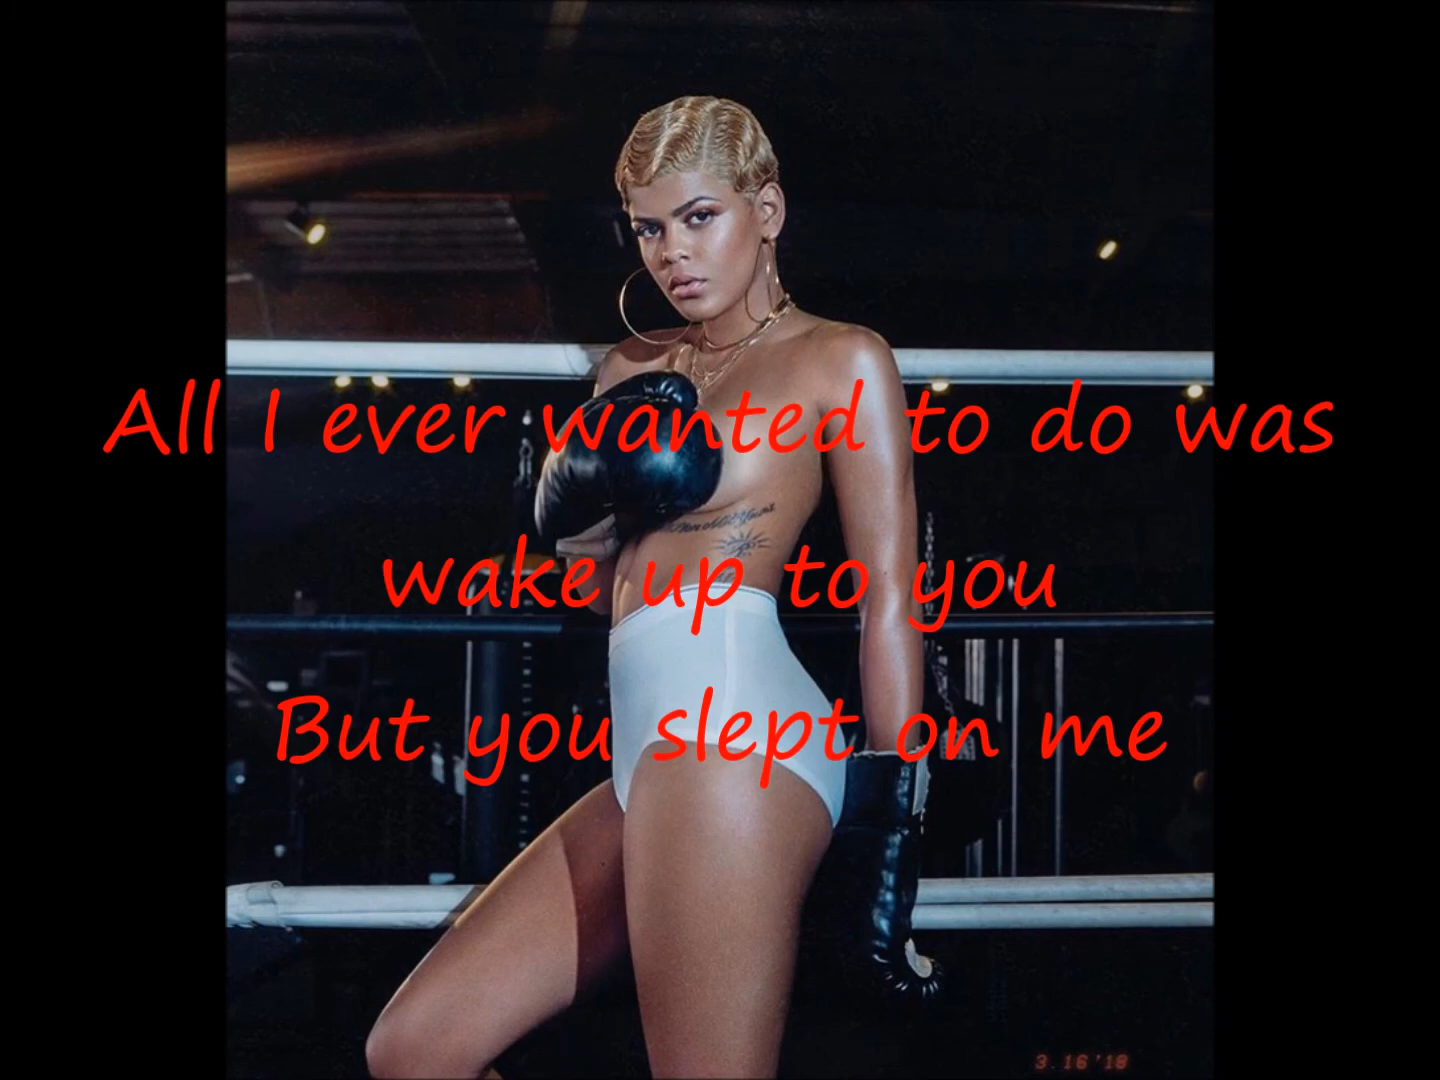 All I ever wanted to do was
wake up to you
But you slept on me
3.16'18